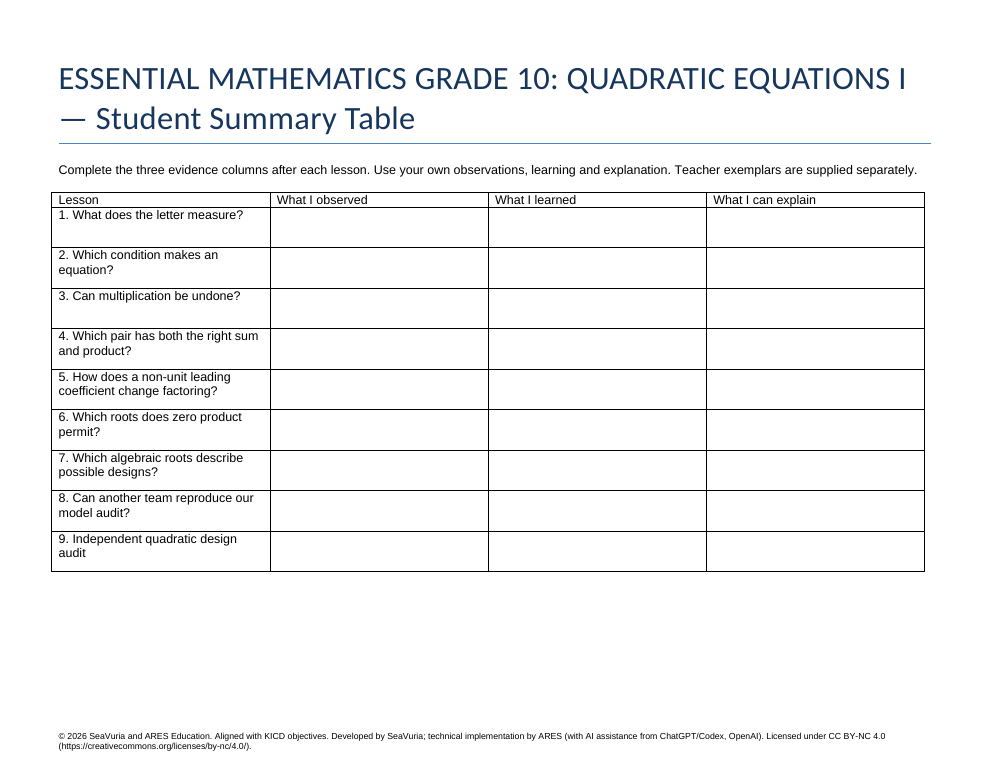 ESSENTIAL MATHEMATICS GRADE 10: QUADRATIC EQUATIONS I
— Student Summary Table
Complete the three evidence columns after each lesson. Use your own observations, learning and explanation. Teacher exemplars are supplied separately.
Lesson What I observed What I learned What I can explain
1. What does the letter measure?
2. Which condition makes an
equation?
3. Can multiplication be undone?
4. Which pair has both the right sum
and product?
5. How does a non-unit leading
coefficient change factoring?
6. Which roots does zero product
permit?
7. Which algebraic roots describe
possible designs?
8. Can another team reproduce our
model audit?
9. Independent quadratic design
audit
© 2026 SeaVuria and ARES Education. Aligned with KICD objectives. Developed by SeaVuria; technical implementation by ARES (with AI assistance from ChatGPT/Codex, OpenAI). Licensed under CC BY-NC 4.0
(https://creativecommons.org/licenses/by-nc/4.0/).